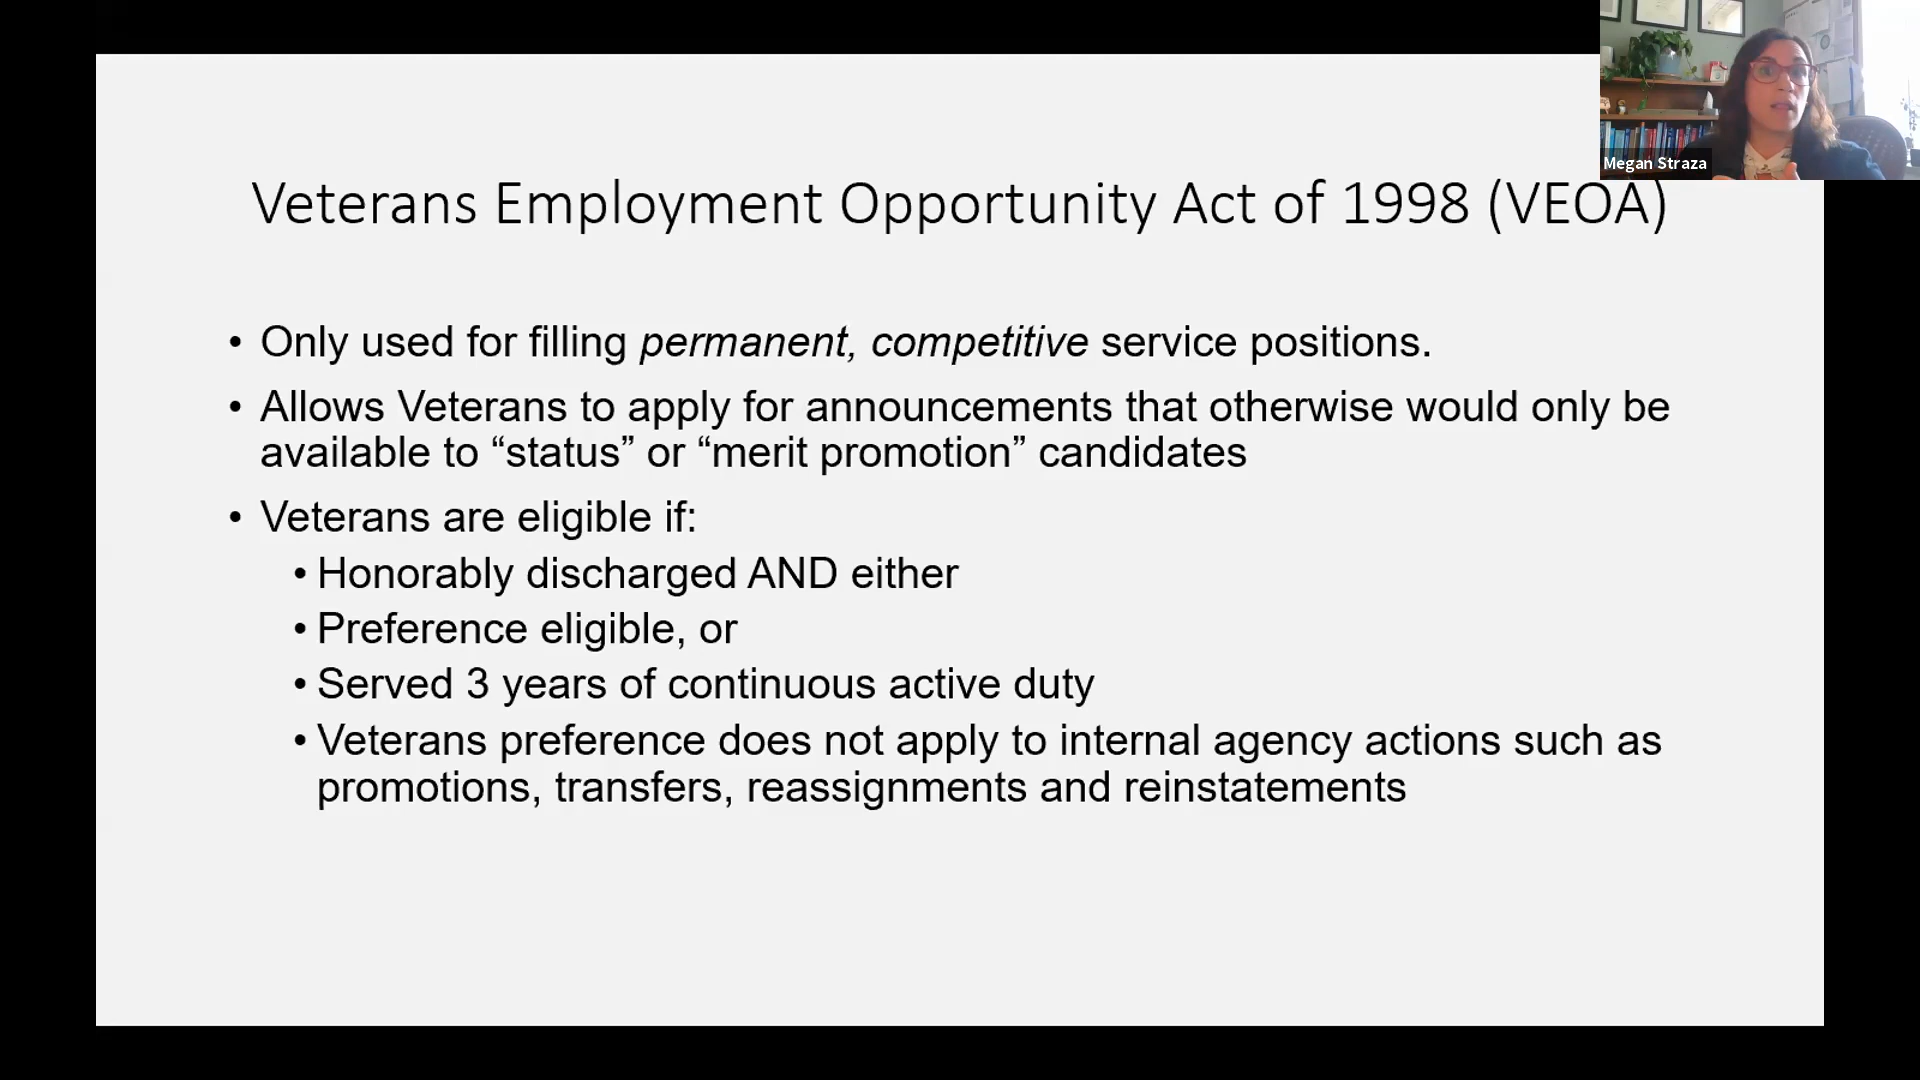 Megan Straza
Veterans Employment Opportunity Act of 1998 (VEOA)
• Only used for filling permanent, competitive service positions.
• Allows Veterans to apply for announcements that otherwise would only be
available to “status” or “merit promotion” candidates
• Veterans are eligible if:
• Honorably discharged AND either
• Preference eligible, or
• Served 3 years of continuous active duty
• Veterans preference does not apply to internal agency actions such as
promotions, transfers, reassignments and reinstatements